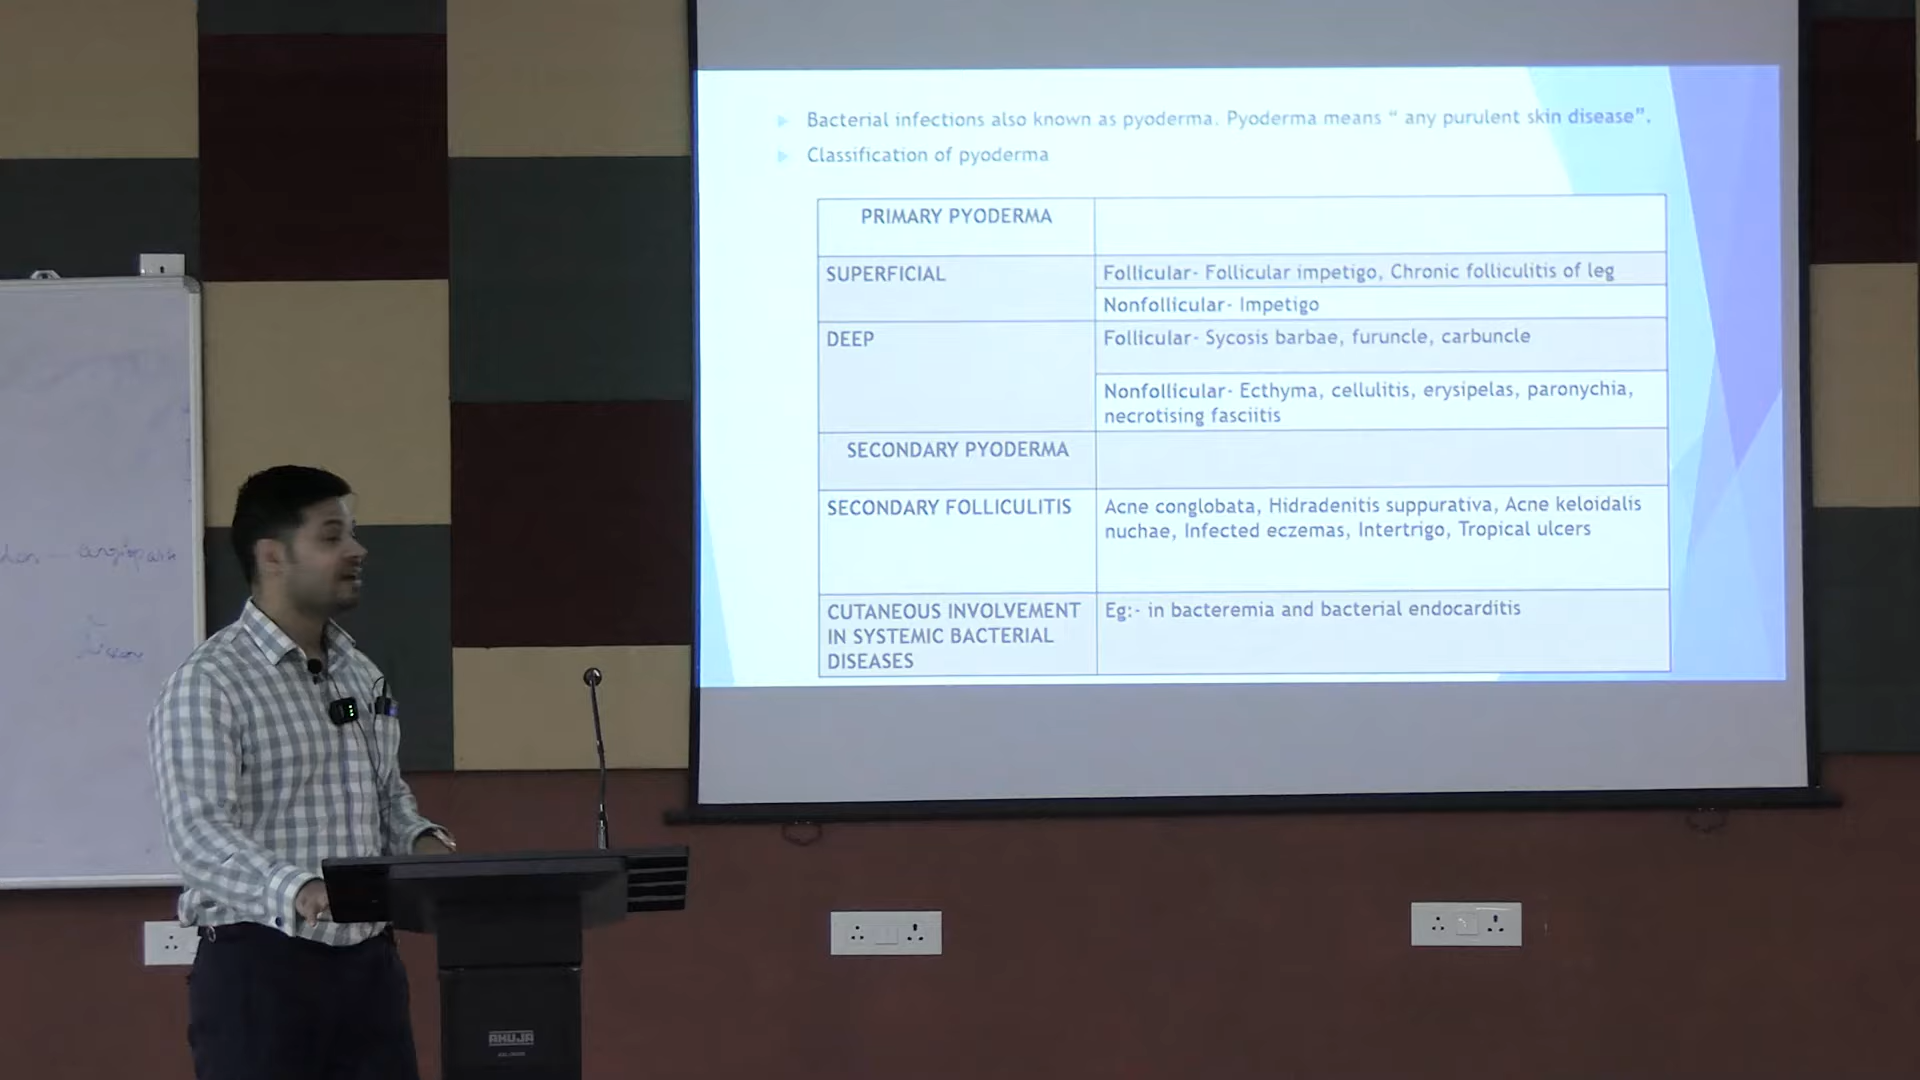 Bacterial infections also known as pyoderma. Pyoderma means “ any purulent skin disease”.
Classification of pyoderma
PRIMARY PYODERMA
SUPERFICIAL
Follicular- Follicular impetigo, Chronic folliculitis of leg
Nonfollicular- Impetigo
DEEP
Follicular- Sycosis barbae, furuncle, carbuncle
Nonfollicular- Ecthyma, cellulitis, erysipelas, paronychia,
necrotising fasciitis
SECONDARY PYODERMA
SECONDARY FOLLICULITIS
Acne conglobata, Hidradenitis suppurativa, Acne keloidalis
nuchae, Infected eczemas, Intertrigo, Tropical ulcers
CUTANEOUS INVOLVEMENT
IN SYSTEMIC BACTERIAL
DISEASES
Eg:- in bacteremia and bacterial endocarditis
AHUJA